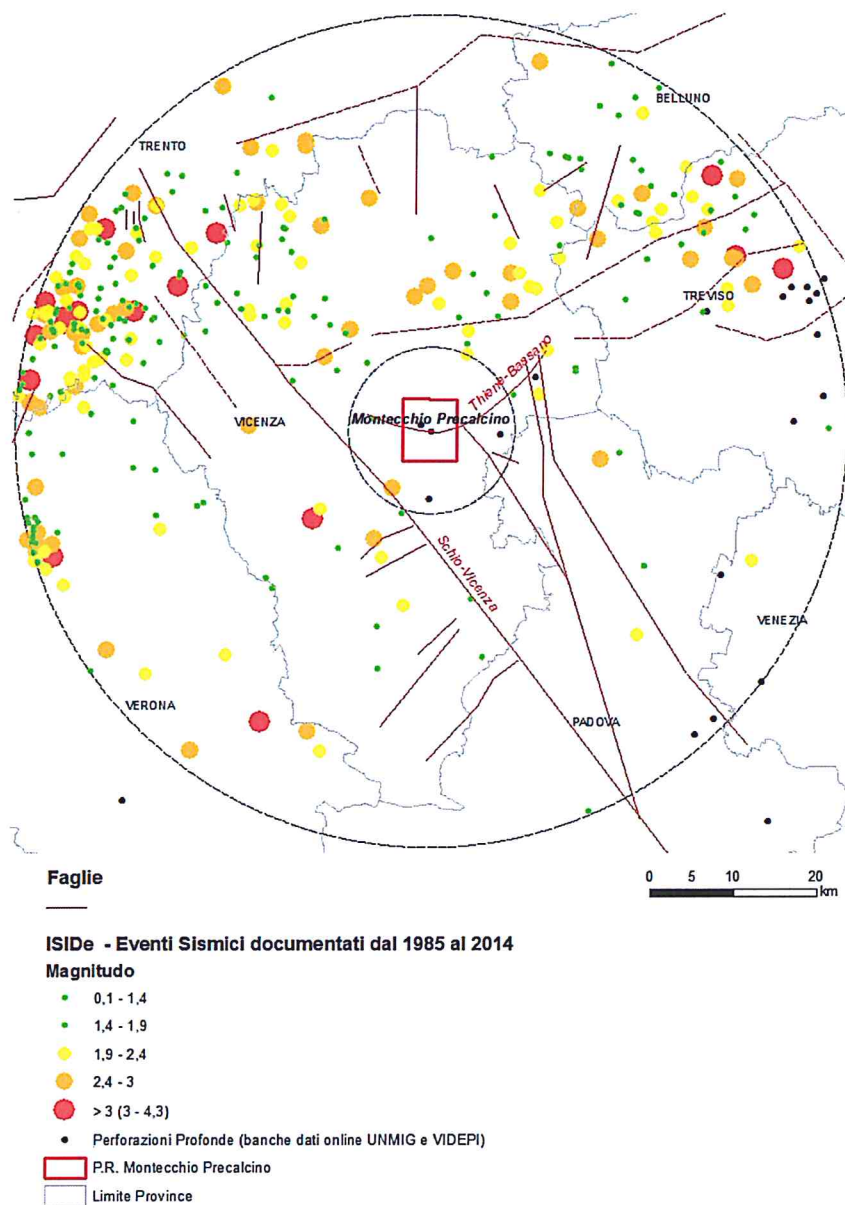 BELLUNO
TRENTO
TREVISO
Thiene-Bassano
VICENZA
Montecchio Precalcino
Schio-Vicenza
VENEZIA
VERONA
PADOVA
Faglie
0 5 10 20
km
ISIDe - Eventi Sismici documentati dal 1985 al 2014
Magnitudo
0,1 - 1,4
1,4 - 1,9
1,9 - 2,4
2,4 - 3
> 3 (3 - 4,3)
Perforazioni Profonde (banche dati online UNMIG e VIDEPI)
P.R. Montecchio Precalcino
Limite Province